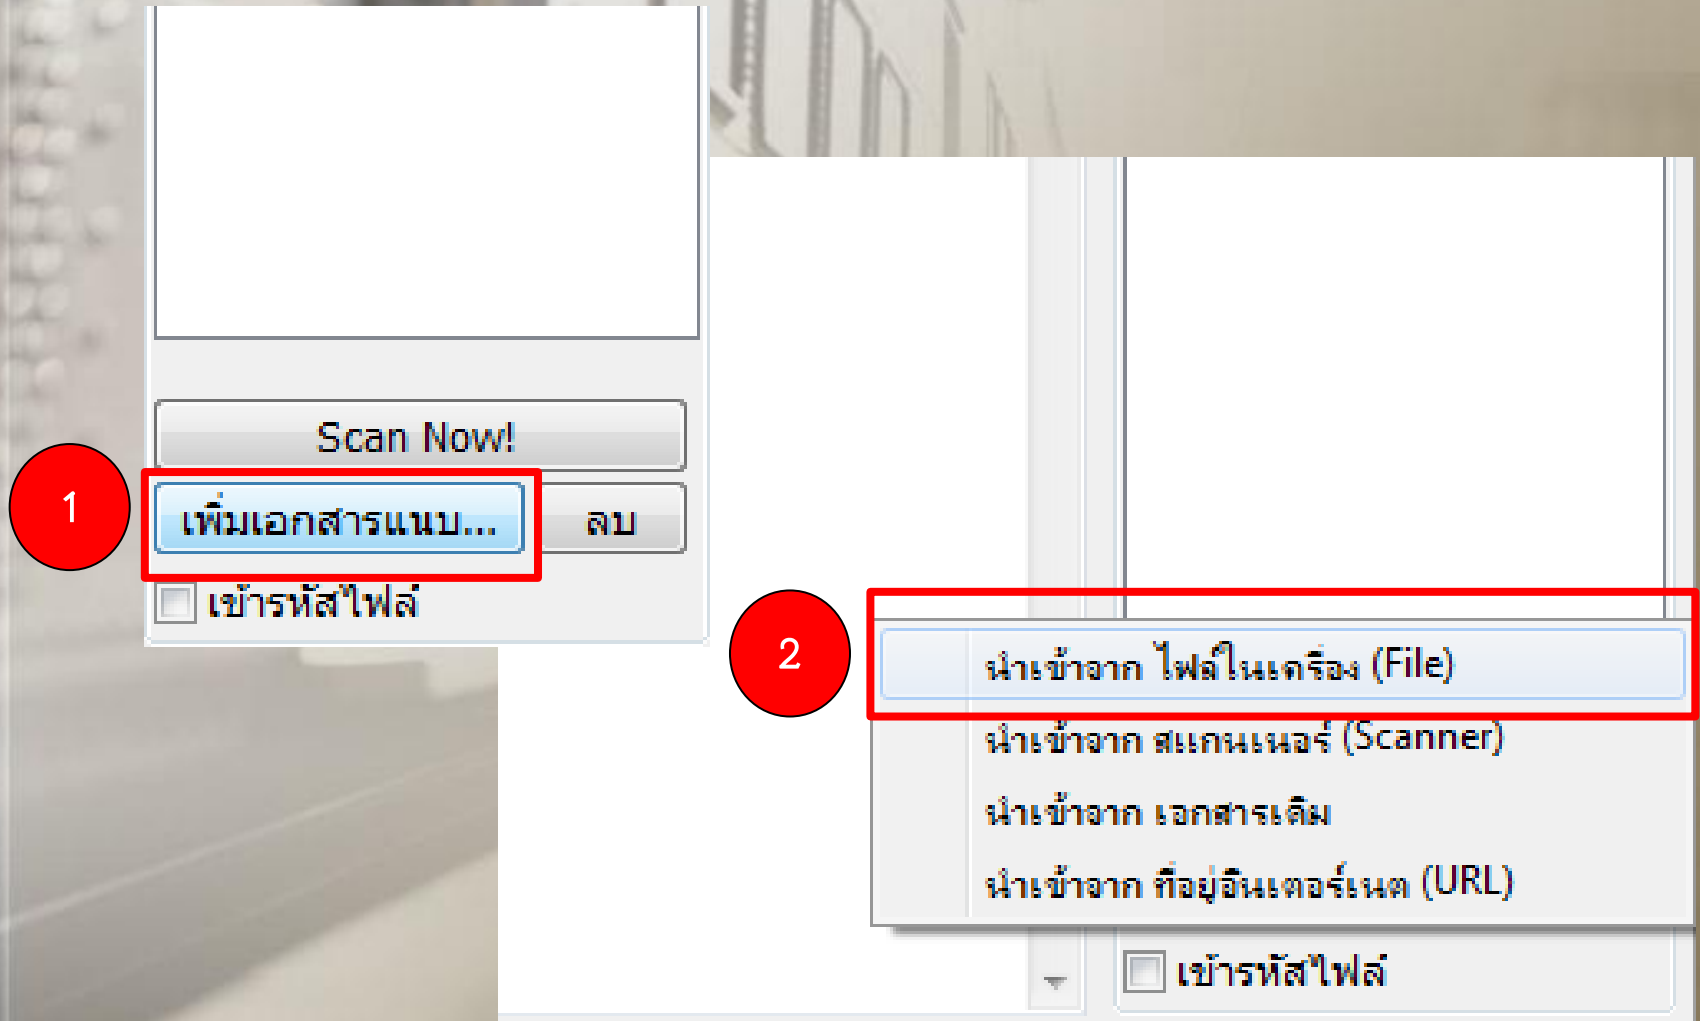 Scan Now!
1
เพิ่มเอกสารแนบ...
ลบ
เข้ารหัสไฟล์
2
นำเข้าจาก ไฟล์ในเครื่อง (File)
นำเข้าจาก สแกนเนอร์ (Scanner)
นำเข้าจาก เอกสารเดิม
นำเข้าจาก ที่อยู่อินเตอร์เนต (URL)
เข้ารหัสไฟล์